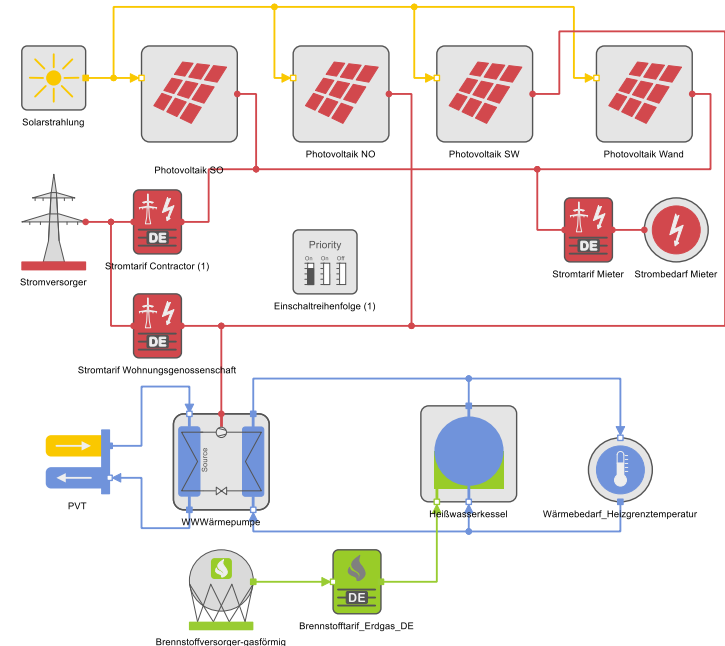 Solarstrahlung
Photovoltaik SO
Photovoltaik NO
Photovoltaik SW
Photovoltaik Wand
DE
Stromversorger
Stromtarif Contractor (1)
Priority
On
On
Off
Einschaltreihenfolge (1)
DE
Stromtarif Mieter
Strombedarf Mieter
DE
Stromtarif Wohnungsgenossenschaft
Source
PVT
WWWärmepumpe
Heißwasserkessel
Wärmebedarf_Heizgrenztemperatur
DE
Brennstofftarif_Erdgas_DE
Brennstoffversorger-gasförmig